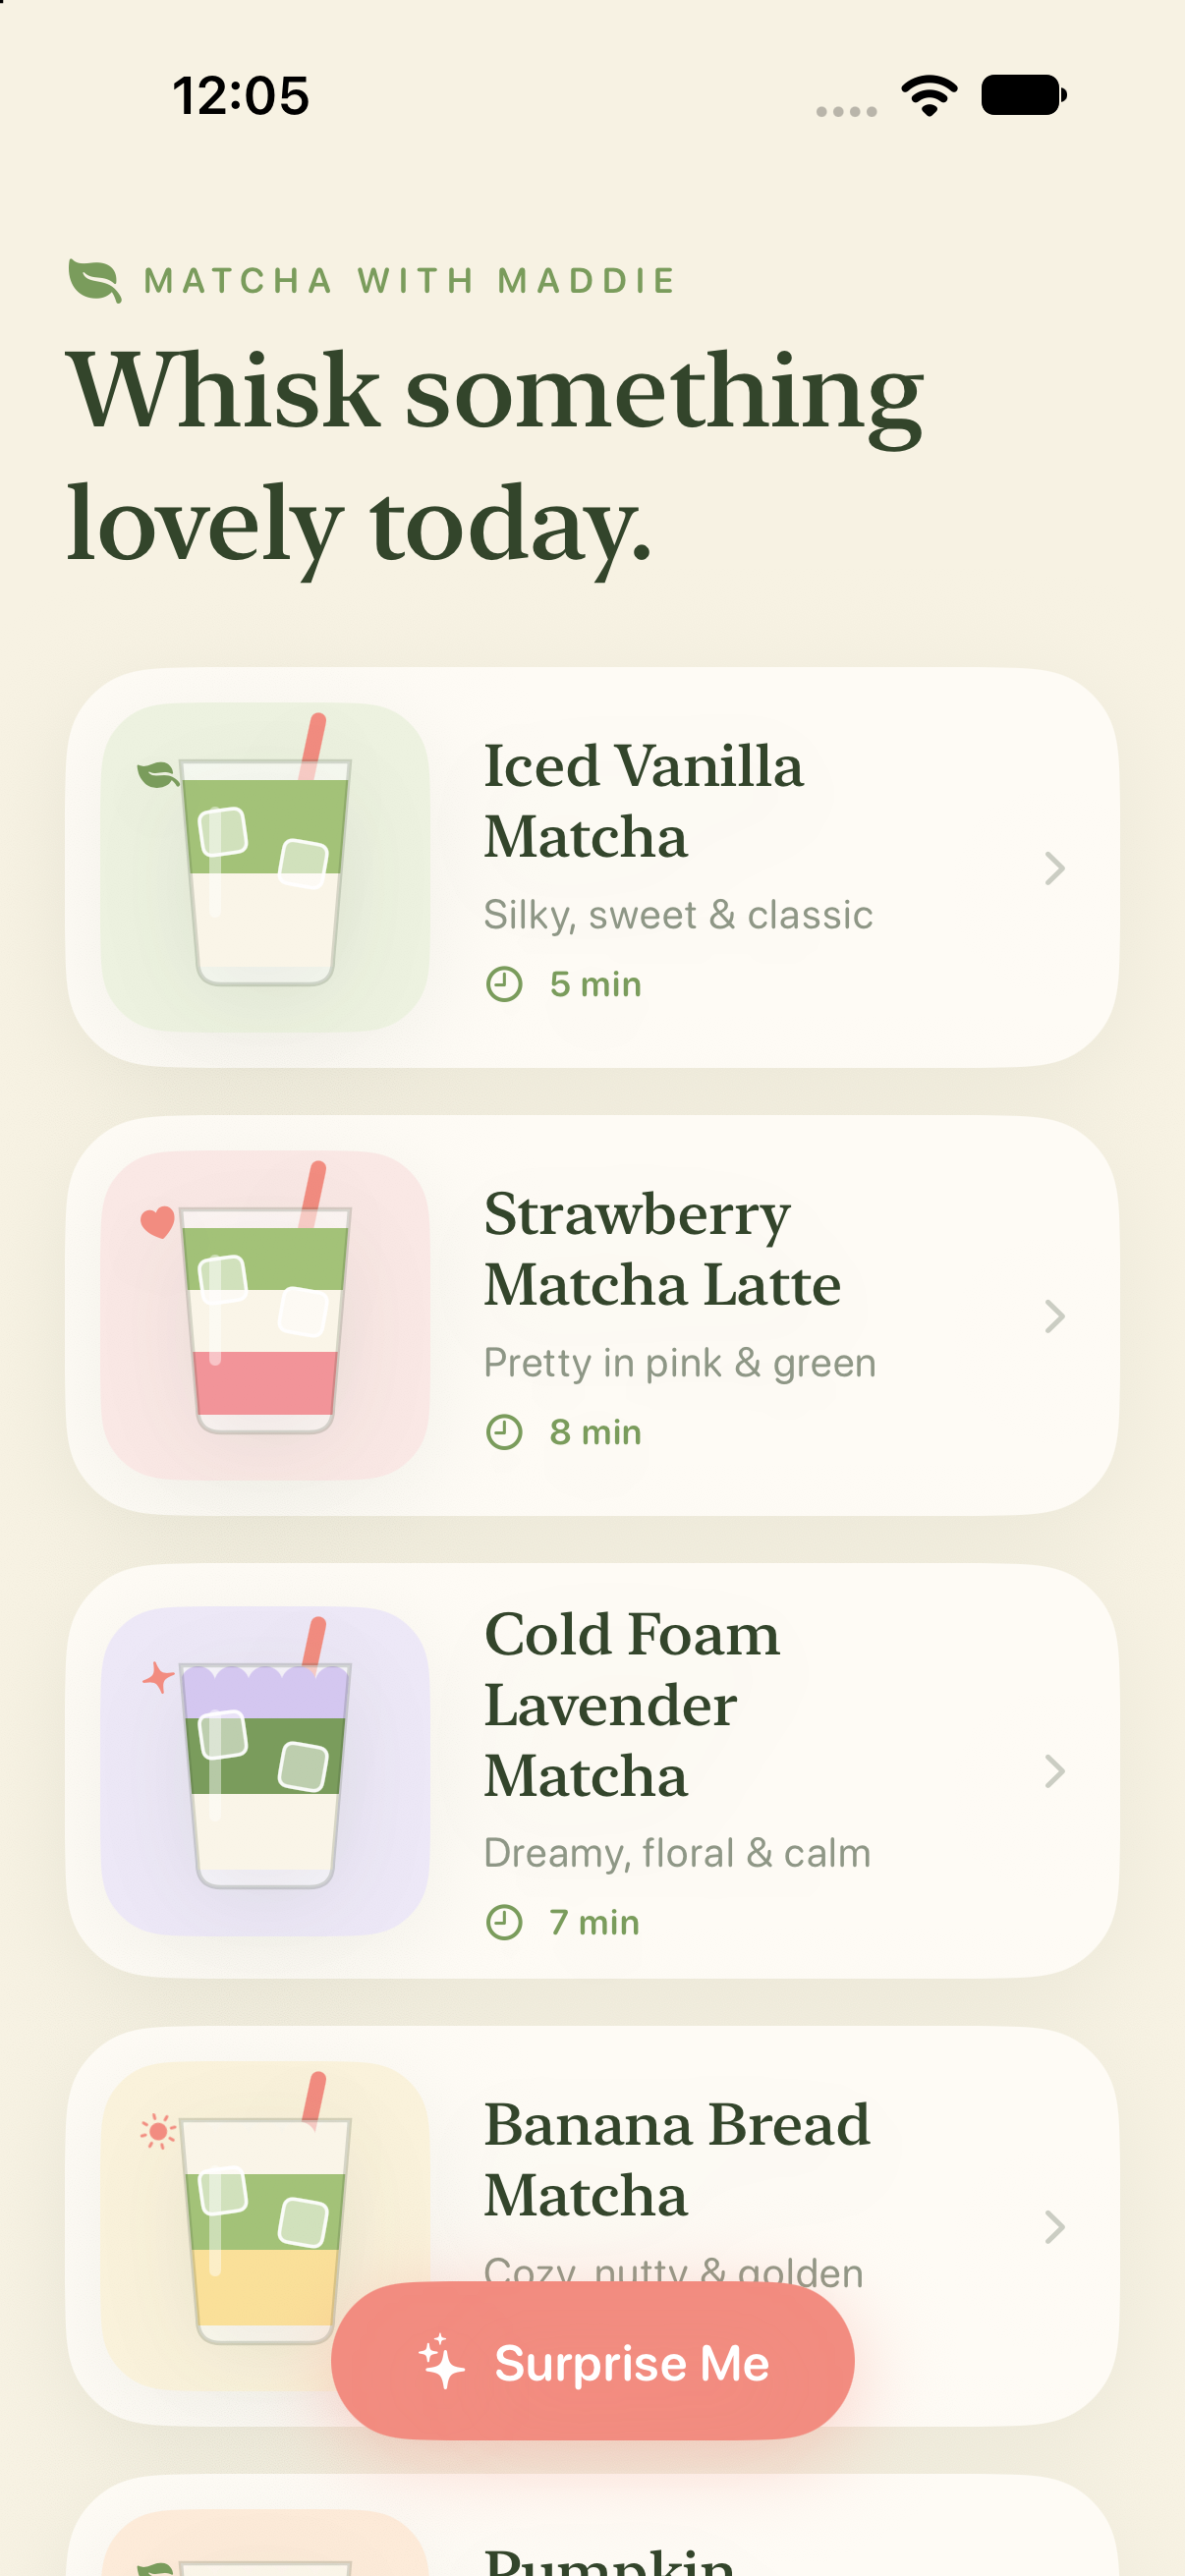 12:05
MATCHA WITH MADDIE
Whisk something
lovely today.
Iced Vanilla
Matcha
Silky, sweet & classic
5 min
Strawberry
Matcha Latte
Pretty in pink & green
8 min
Cold Foam
Lavender
Matcha
Dreamy, floral & calm
7 min
Banana Bread
Matcha
Cozy, nutty & golden
Surprise Me
Pumpkin